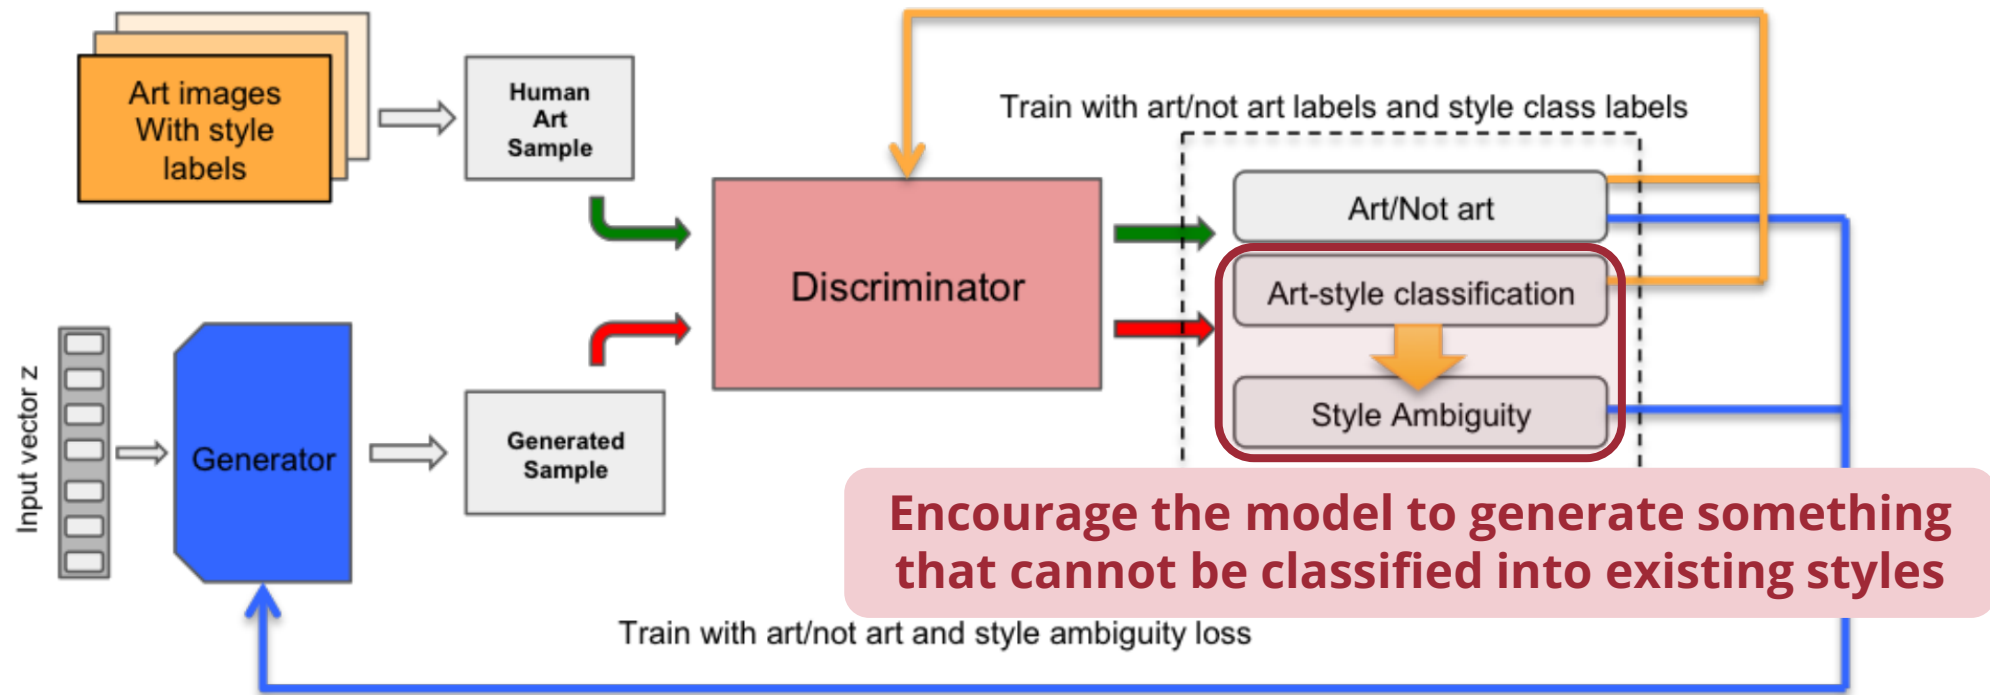 Art images
With style
labels
Human
Art
Sample
Train with art/not art labels and style class labels
Discriminator
Art/Not art
Art-style classification
Style Ambiguity
Input vector z
Generator
Generated
Sample
Encourage the model to generate something
that cannot be classified into existing styles
Train with art/not art and style ambiguity loss